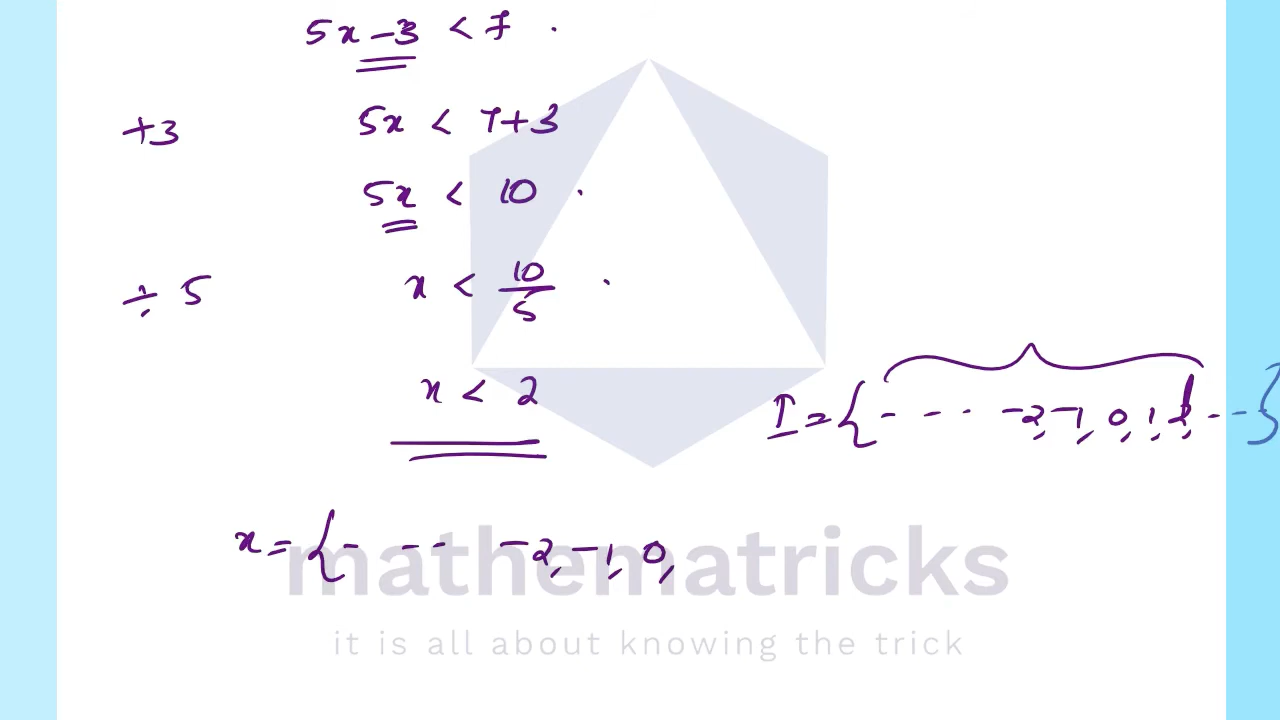 5x - 3 < 7 .
+3 5x < 7+3
5x < 10 .
÷ 5 x < 10/5 .
x < 2
I = { - - - - -2, -1, 0, 1, 2, - - }
x = { - - - -2, -1, 0,
mathematricks
it is all about knowing the trick